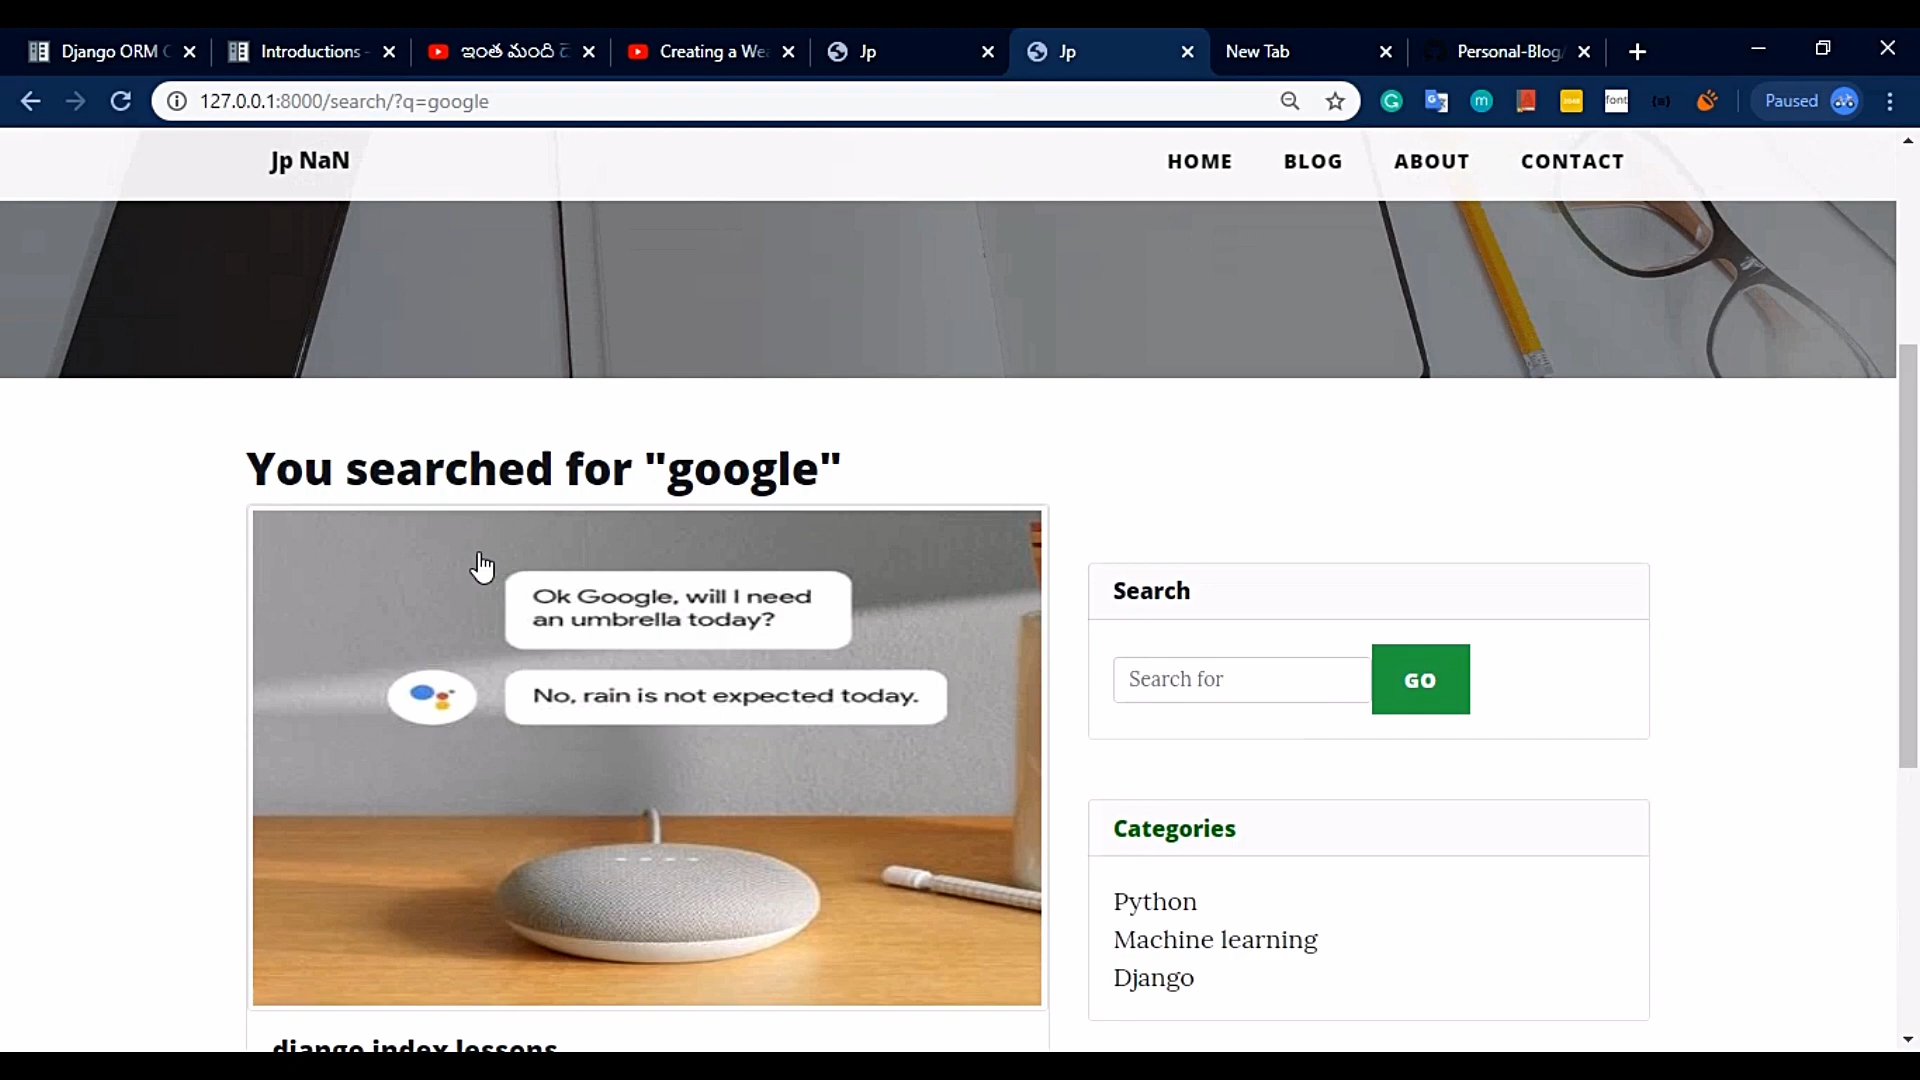 Django ORM C
Introductions -
ఇంత మంది
Creating a We
Jp
Jp
New Tab
Personal-Blog/
127.0.0.1:8000/search/?q=google
font
Paused
Jp NaN
HOME
BLOG
ABOUT
CONTACT
You searched for "google"
Ok Google, will I need
an umbrella today?
No, rain is not expected today.
Search
Search for
GO
Categories
Python
Machine learning
Django
django index lessons